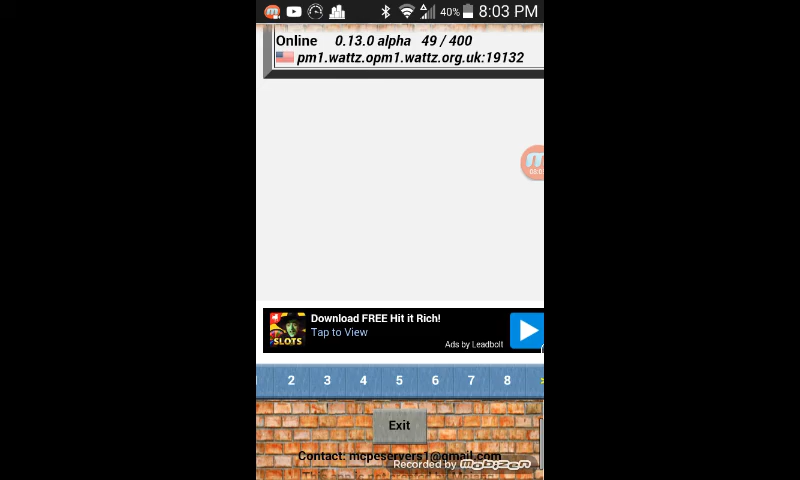 40% 8:03 PM
Online 0.13.0 alpha 49 / 400
pm1.wattz.opm1.wattz.org.uk:19132
Download FREE Hit it Rich!
Tap to View
SLOTS
Ads by Leadbolt
2 3 4 5 6 7 8
Exit
Contact: mcpeservers1@gmail.com
Recorded by mobizen